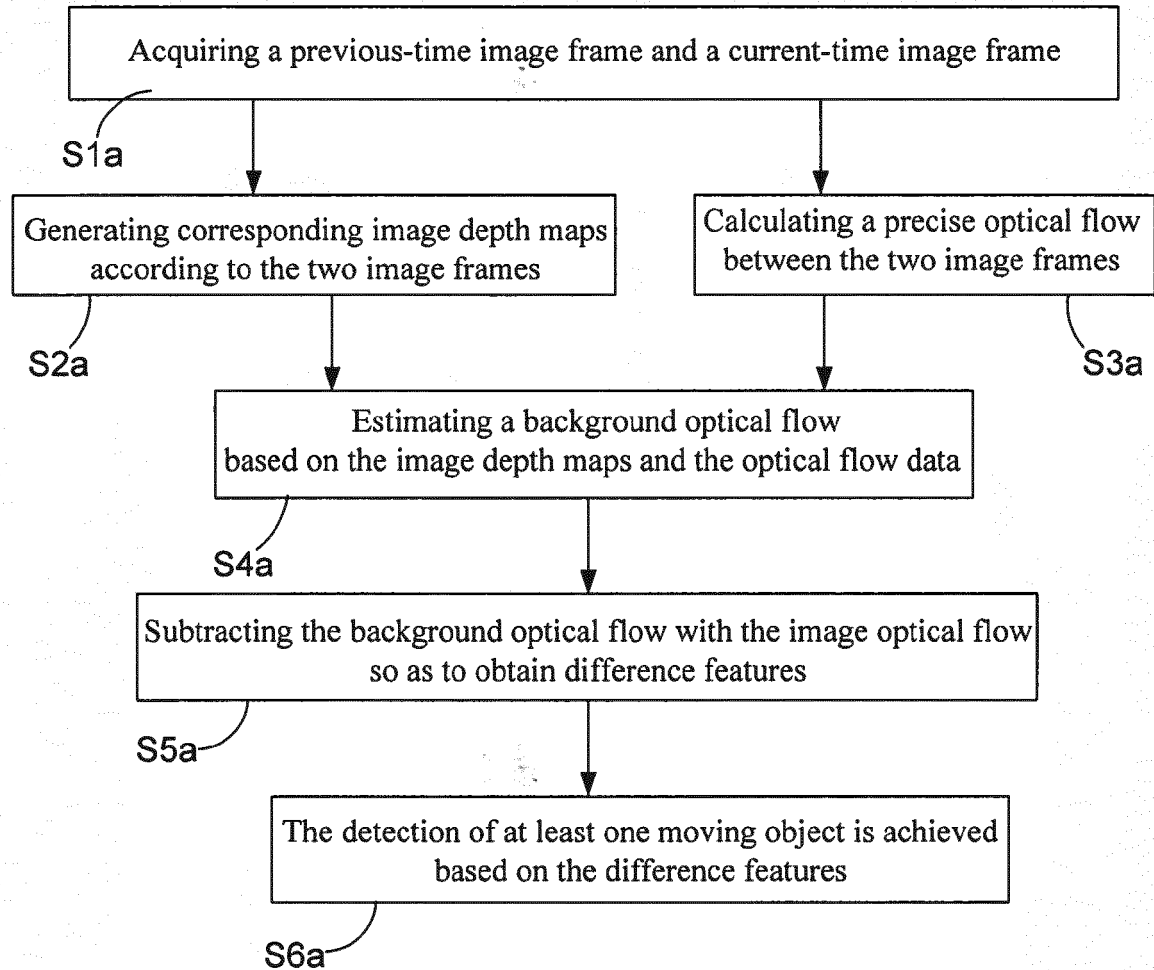 Acquiring a previous-time image frame and a current-time image frame
S1a
Generating corresponding image depth maps
according to the two image frames
S2a
Calculating a precise optical flow
between the two image frames
S3a
Estimating a background optical flow
based on the image depth maps and the optical flow data
S4a
Subtracting the background optical flow with the image optical flow
so as to obtain difference features
S5a
The detection of at least one moving object is achieved
based on the difference features
S6a